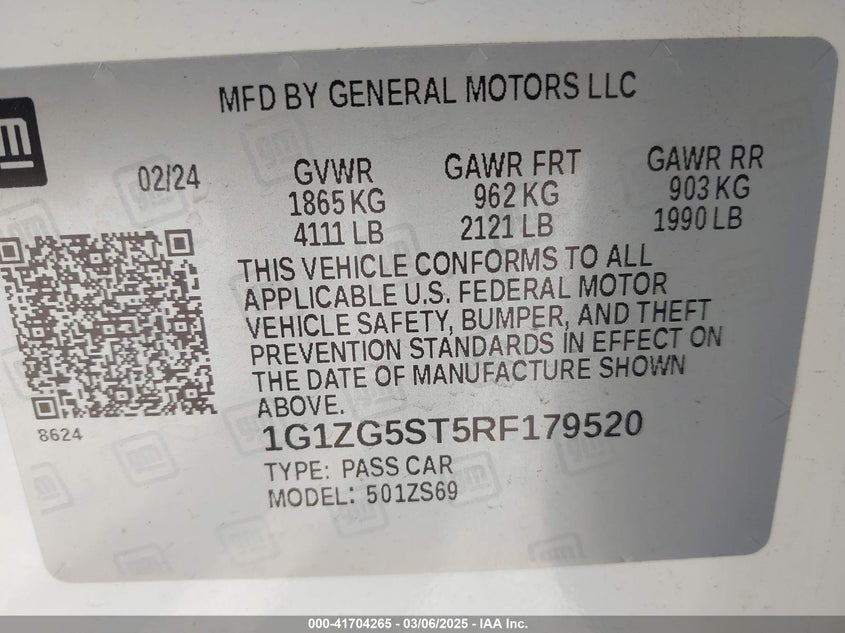 MFD BY GENERAL MOTORS LLC
gm
02/24
GVWR
1865 KG
4111 LB
GAWR FRT
962 KG
2121 LB
GAWR RR
903 KG
1990 LB
THIS VEHICLE CONFORMS TO ALL
APPLICABLE U.S. FEDERAL MOTOR
VEHICLE SAFETY, BUMPER, AND THEFT
PREVENTION STANDARDS IN EFFECT ON
THE DATE OF MANUFACTURE SHOWN
ABOVE.
8624
1G1ZG5ST5RF179520
TYPE: PASS CAR
MODEL: 501ZS69
000-41704265 - 03/06/2025 - IAA Inc.